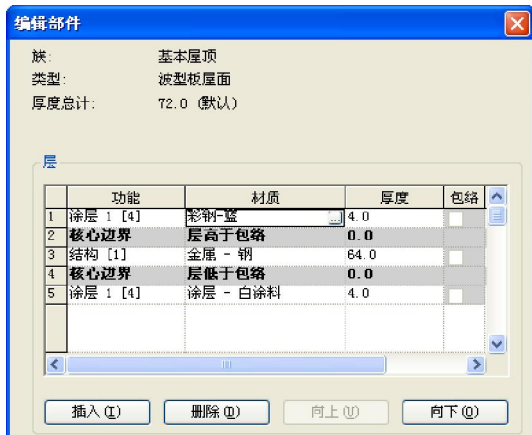 编辑部件
族: 基本屋顶
类型: 波型板屋面
厚度总计: 72.0 (默认)
层
功能 材质 厚度 包络
1 涂层 1 [4] 彩钢-蓝 ... 4.0
2 核心边界 层高于包络 0.0
3 结构 [1] 金属 - 钢 64.0
4 核心边界 层低于包络 0.0
5 涂层 1 [4] 涂层 - 白涂料 4.0
插入(I) 删除(D) 向上(U) 向下(O)